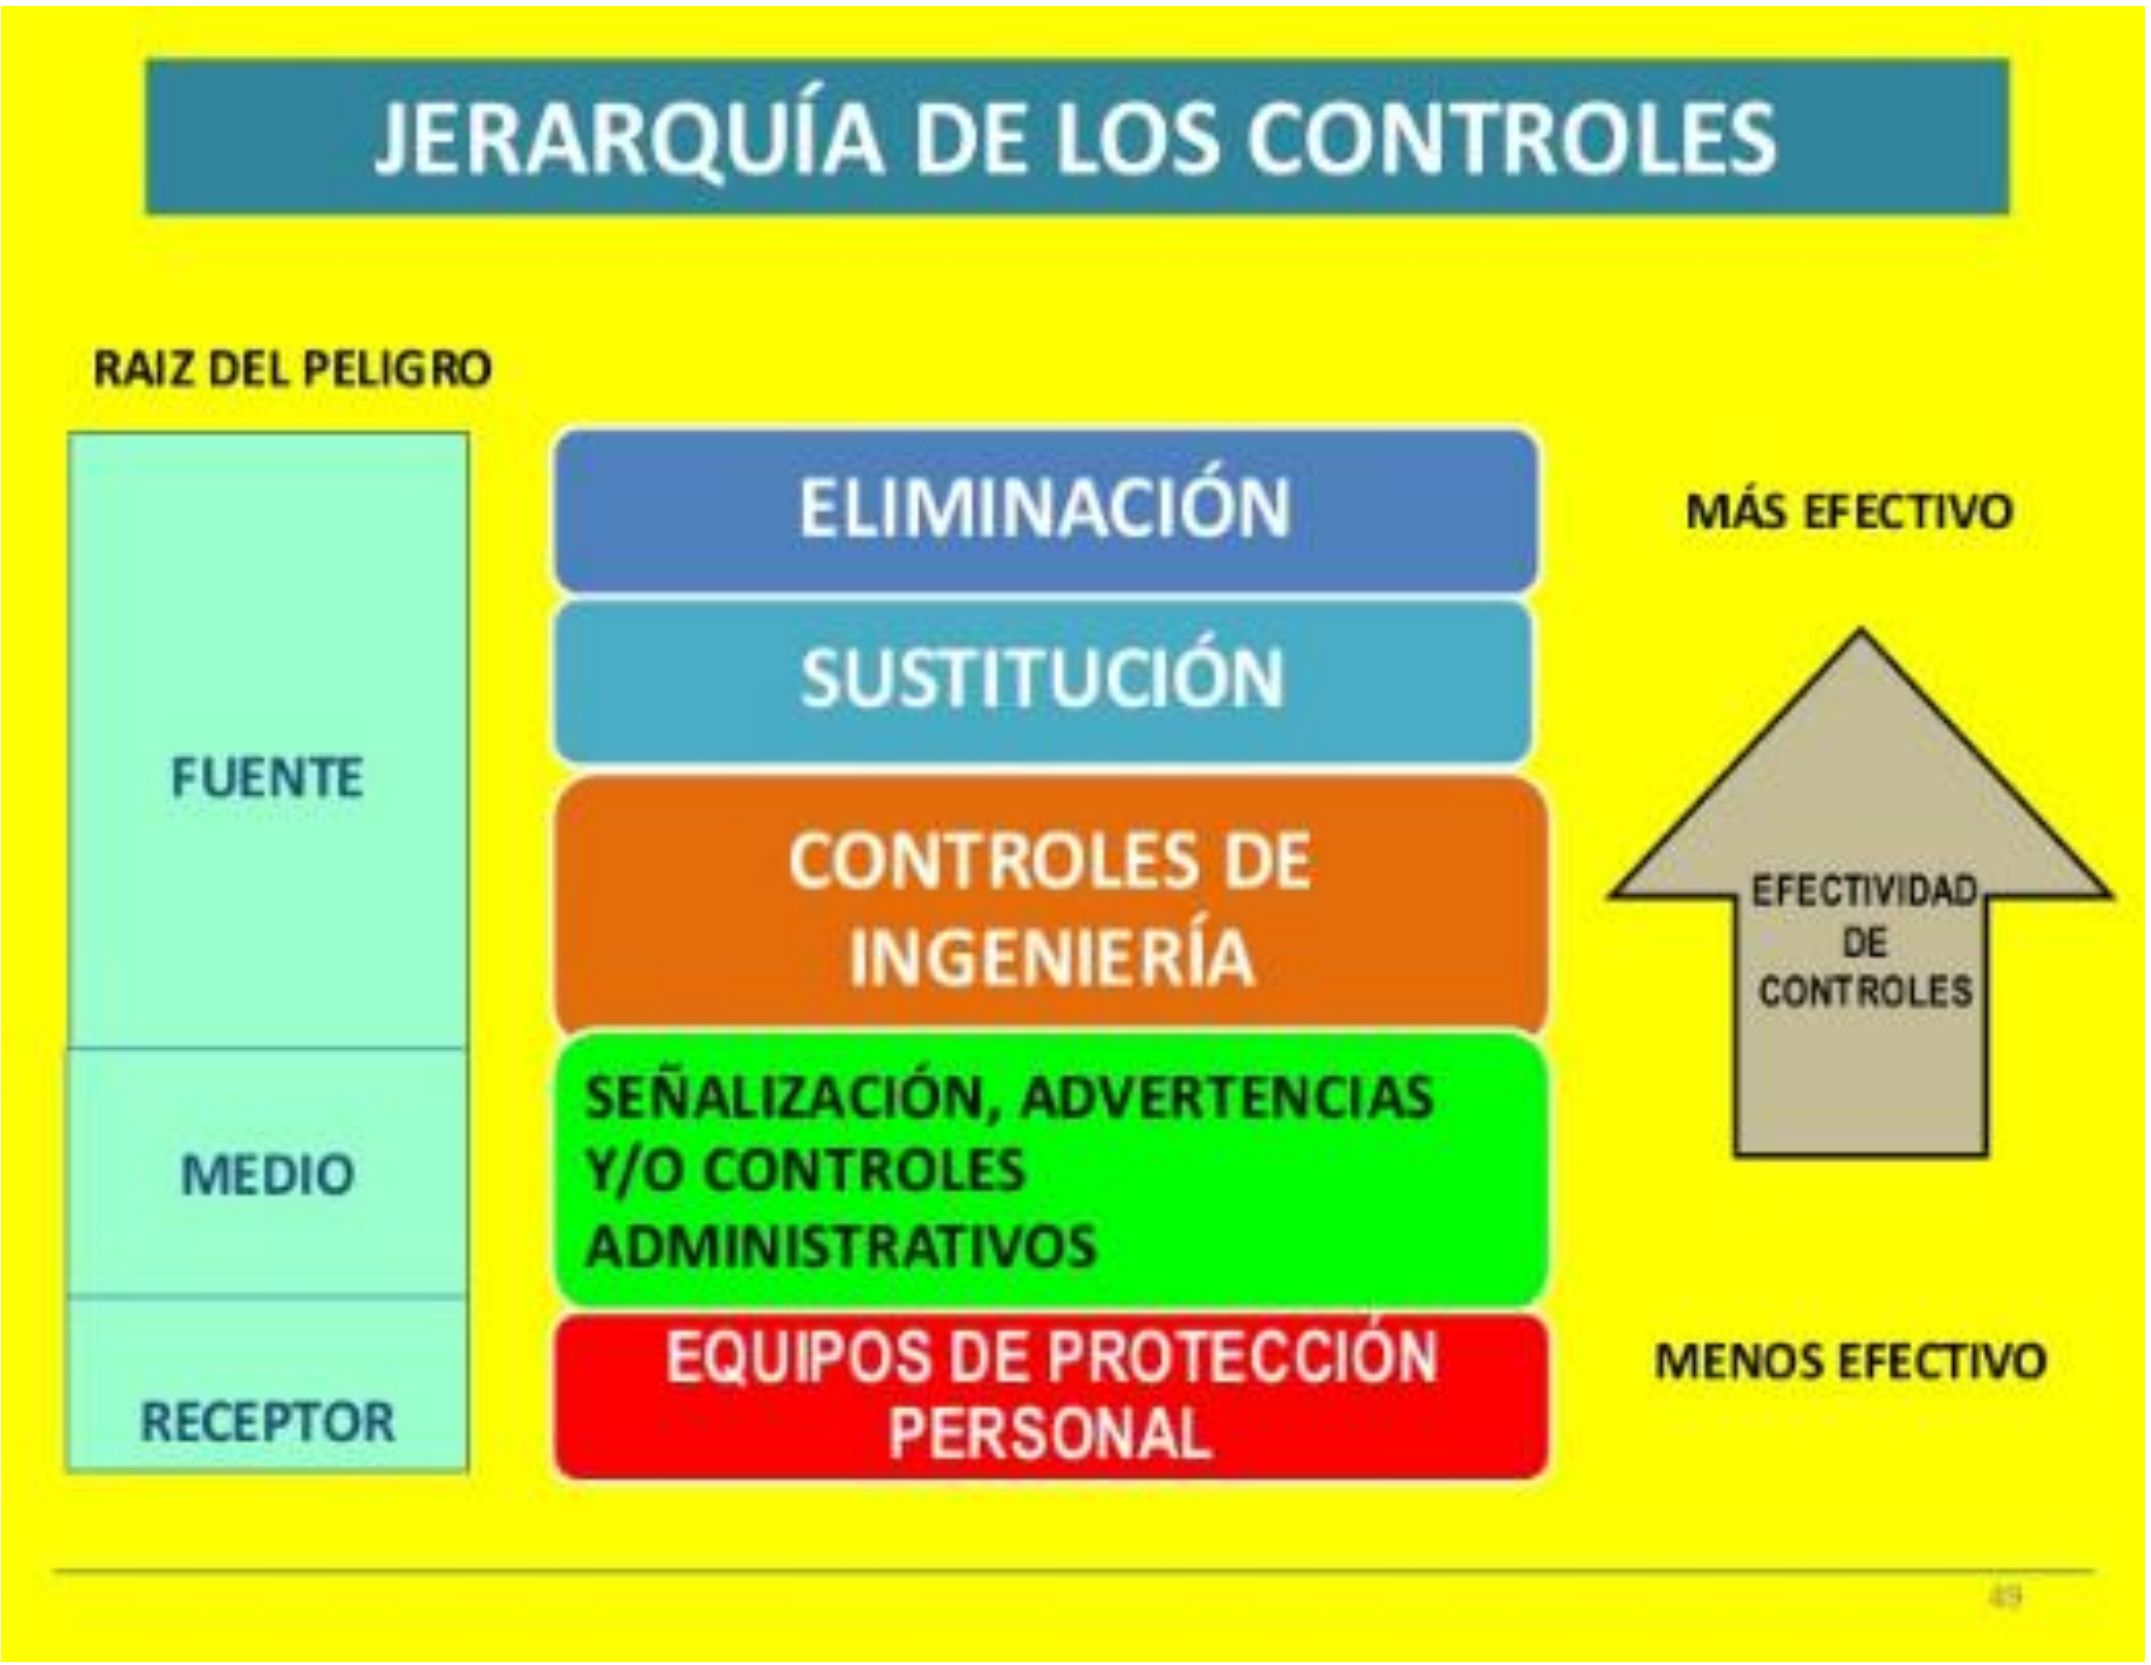 JERARQUÍA DE LOS CONTROLES
RAIZ DEL PELIGRO
FUENTE
MEDIO
RECEPTOR
ELIMINACIÓN
SUSTITUCIÓN
CONTROLES DE
INGENIERÍA
SEÑALIZACIÓN, ADVERTENCIAS
Y/O CONTROLES
ADMINISTRATIVOS
EQUIPOS DE PROTECCIÓN
PERSONAL
MÁS EFECTIVO
EFECTIVIDAD
DE
CONTROLES
MENOS EFECTIVO
49